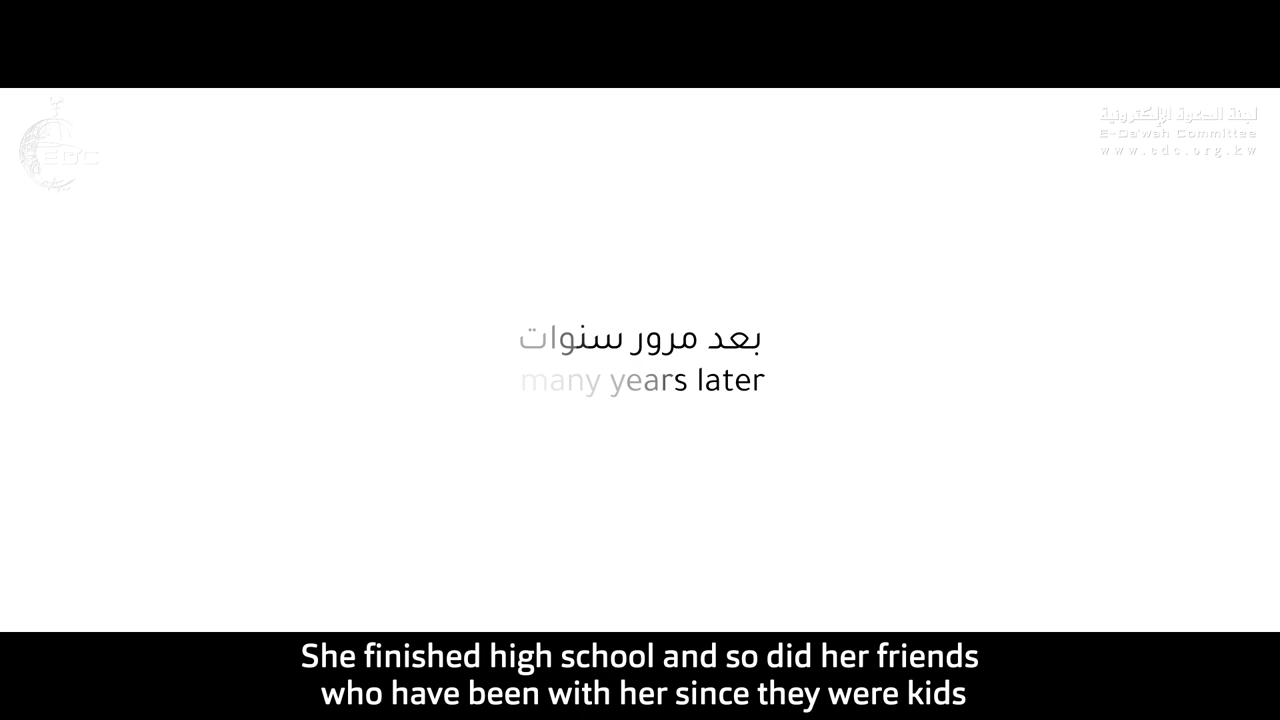 EDC
لجنة الدعوة الإلكترونية
E-Da'wah Committee
www.edc.org.kw
بعد مرور سنوات
many years later
She finished high school and so did her friends
who have been with her since they were kids